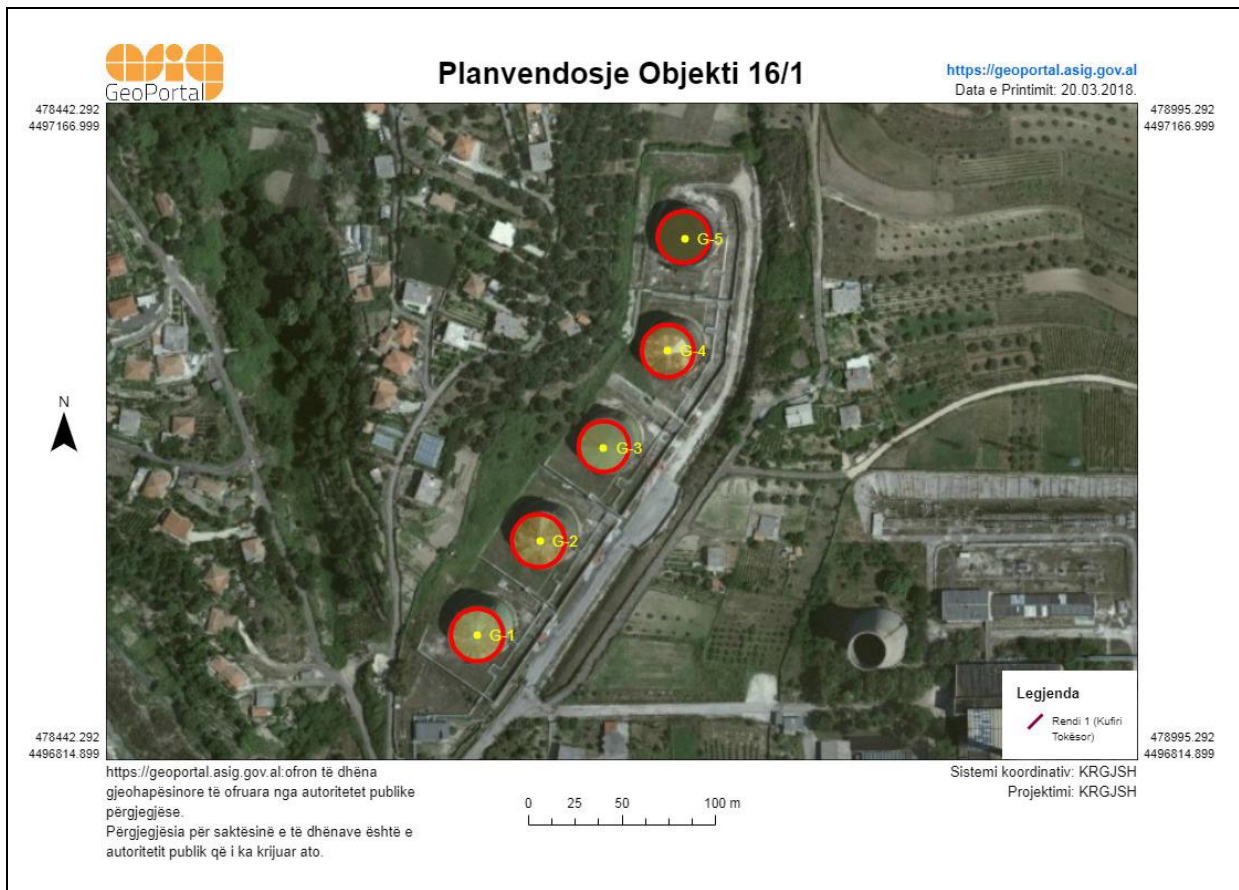 asig
GeoPortal
Planvendosje Objekti 16/1
https://geoportal.asig.gov.al
Data e Printimit: 20.03.2018.
478442.292
4497166.999
478995.292
4497166.999
G-5
G-4
N
G-3
G-2
G-1
Legjenda
Rendi 1 (Kufiri
Tokësor)
478442.292
4496814.899
478995.292
4496814.899
https://geoportal.asig.gov.al:ofron të dhëna
gjeohapësinore të ofruara nga autoritetet publike
përgjegjëse.
Përgjegjësia për saktësinë e të dhënave është e
autoritetit publik që i ka krijuar ato.
0 25 50 100 m
Sistemi koordinativ: KRGJSH
Projektimi: KRGJSH